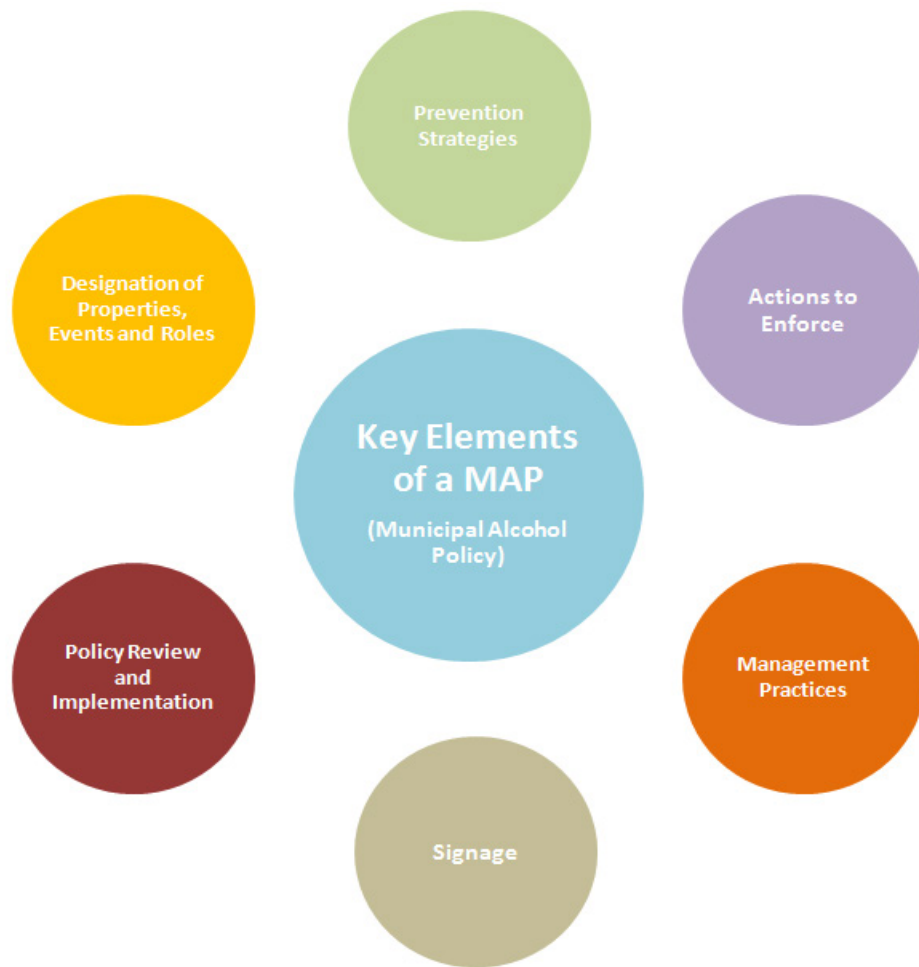 Prevention
Strategies
Designation of
Properties,
Events and Roles
Actions to
Enforce
Key Elements
of a MAP
(Municipal Alcohol
Policy)
Policy Review
and
Implementation
Management
Practices
Signage